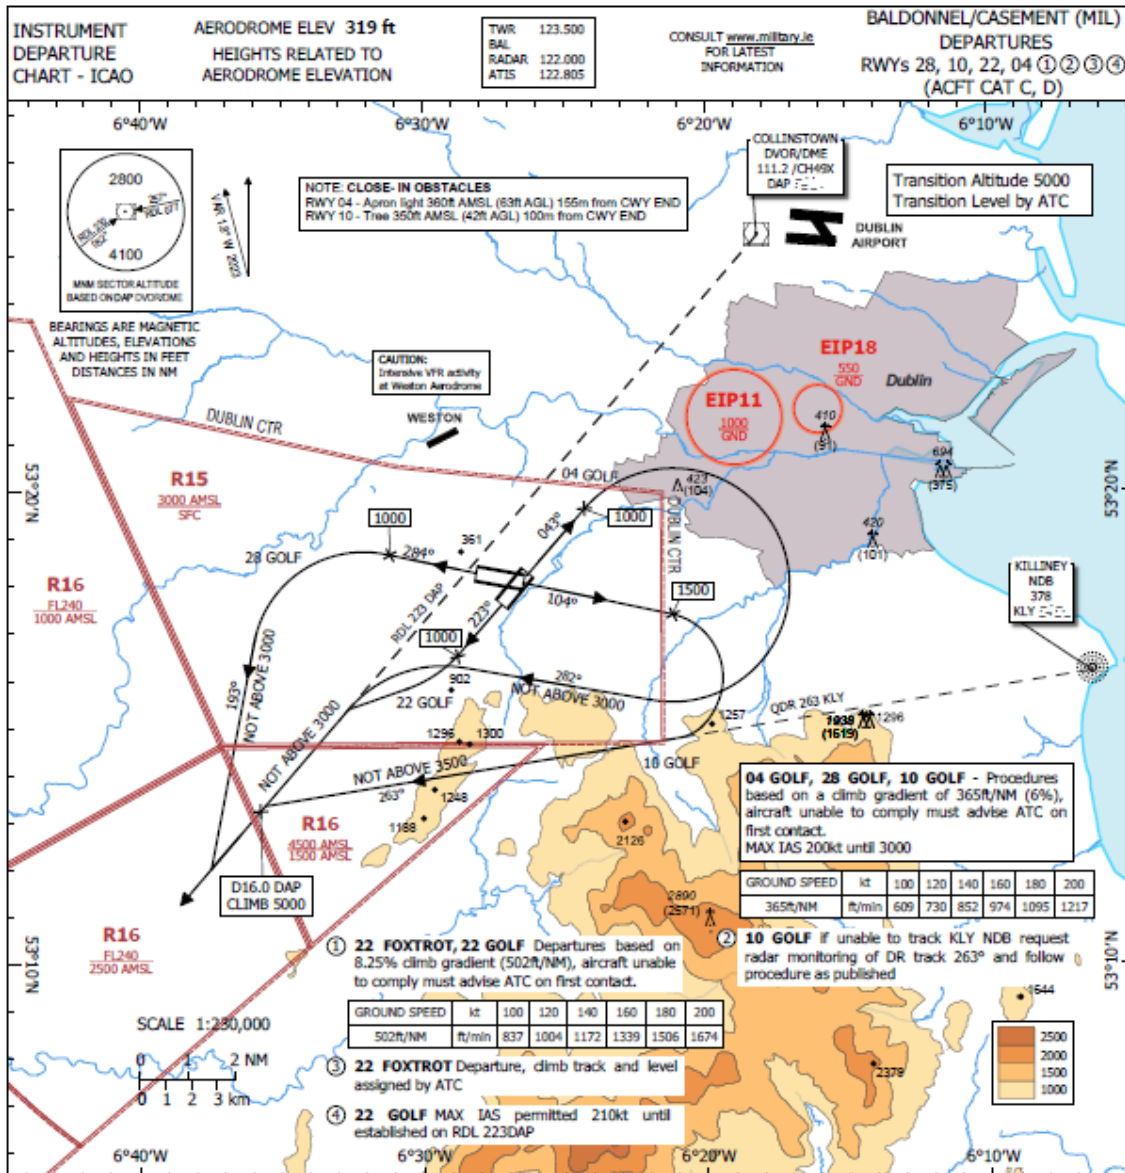 INSTRUMENT
DEPARTURE
CHART - ICAO
AERODROME ELEV 319 ft
HEIGHTS RELATED TO
AERODROME ELEVATION
TWR 123.500
BAL
RADAR 122.000
ATIS 122.805
CONSULT www.military.ie
FOR LATEST
INFORMATION
BALDONNEL/CASEMENT (MIL)
DEPARTURES
RWYs 28, 10, 22, 04 ① ② ③ ④
(ACFT CAT C, D)
6°40'W
6°30'W
6°20'W
6°10'W
2800
4100
MNM SECTOR ALTITUDE
BASED ON DAP DVOR/DME
BEARINGS ARE MAGNETIC
ALTITUDES, ELEVATIONS
AND HEIGHTS IN FEET
DISTANCES IN NM
NOTE: CLOSE- IN OBSTACLES
RWY 04 - Apron light 360ft AMSL (63ft AGL) 155m from CWY END
RWY 10 - Tree 350ft AMSL (42ft AGL) 100m from CWY END
COLLINSTOWN
DVOR/DME
111.2 /CH49X
DAP
Transition Altitude 5000
Transition Level by ATC
DUBLIN
AIRPORT
CAUTION:
Intensive VFR activity
at Weston Aerodrome
WESTON
DUBLIN CTR
EIP18
550
GND
Dublin
EIP11
1000
GND
410
(91)
694
(375)
423
(104)
420
(101)
53°20'N
53°20'N
R15
3000 AMSL
SFC
04 GOLF
DUBLIN CTR
1000
1000
043°
284°
361
28 GOLF
R16
FL240
1000 AMSL
104°
1500
223°
RDL 223 DAP
1000
KILLINEY
NDB
378
KLY
193°
NOT ABOVE 3000
902
22 GOLF
282°
NOT ABOVE 3000
NOT ABOVE 3000
QDR 263 KLY
1257
1938
(1619)
1296
1296
1300
10 GOLF
NOT ABOVE 3500
263°
1248
1168
R16
4500 AMSL
1500 AMSL
2126
D16.0 DAP
CLIMB 5000
2890
(2571)
04 GOLF, 28 GOLF, 10 GOLF - Procedures
based on a climb gradient of 365ft/NM (6%),
aircraft unable to comply must advise ATC on
first contact.
MAX IAS 200kt until 3000
GROUND SPEED kt 100 120 140 160 180 200
365ft/NM ft/min 609 730 852 974 1095 1217
R16
FL240
2500 AMSL
① 22 FOXTROT, 22 GOLF Departures based on
8.25% climb gradient (502ft/NM), aircraft unable
to comply must advise ATC on first contact.
GROUND SPEED kt 100 120 140 160 180 200
502ft/NM ft/min 837 1004 1172 1339 1506 1674
② 10 GOLF if unable to track KLY NDB request
radar monitoring of DR track 263° and follow
procedure as published
53°10'N
53°10'N
1644
③ 22 FOXTROT Departure, climb track and level
assigned by ATC
④ 22 GOLF MAX IAS permitted 210kt until
established on RDL 223DAP
SCALE 1:230,000
0 1 2 NM
0 1 2 3 km
2379
2500
2000
1500
1000
6°40'W
6°30'W
6°20'W
6°10'W